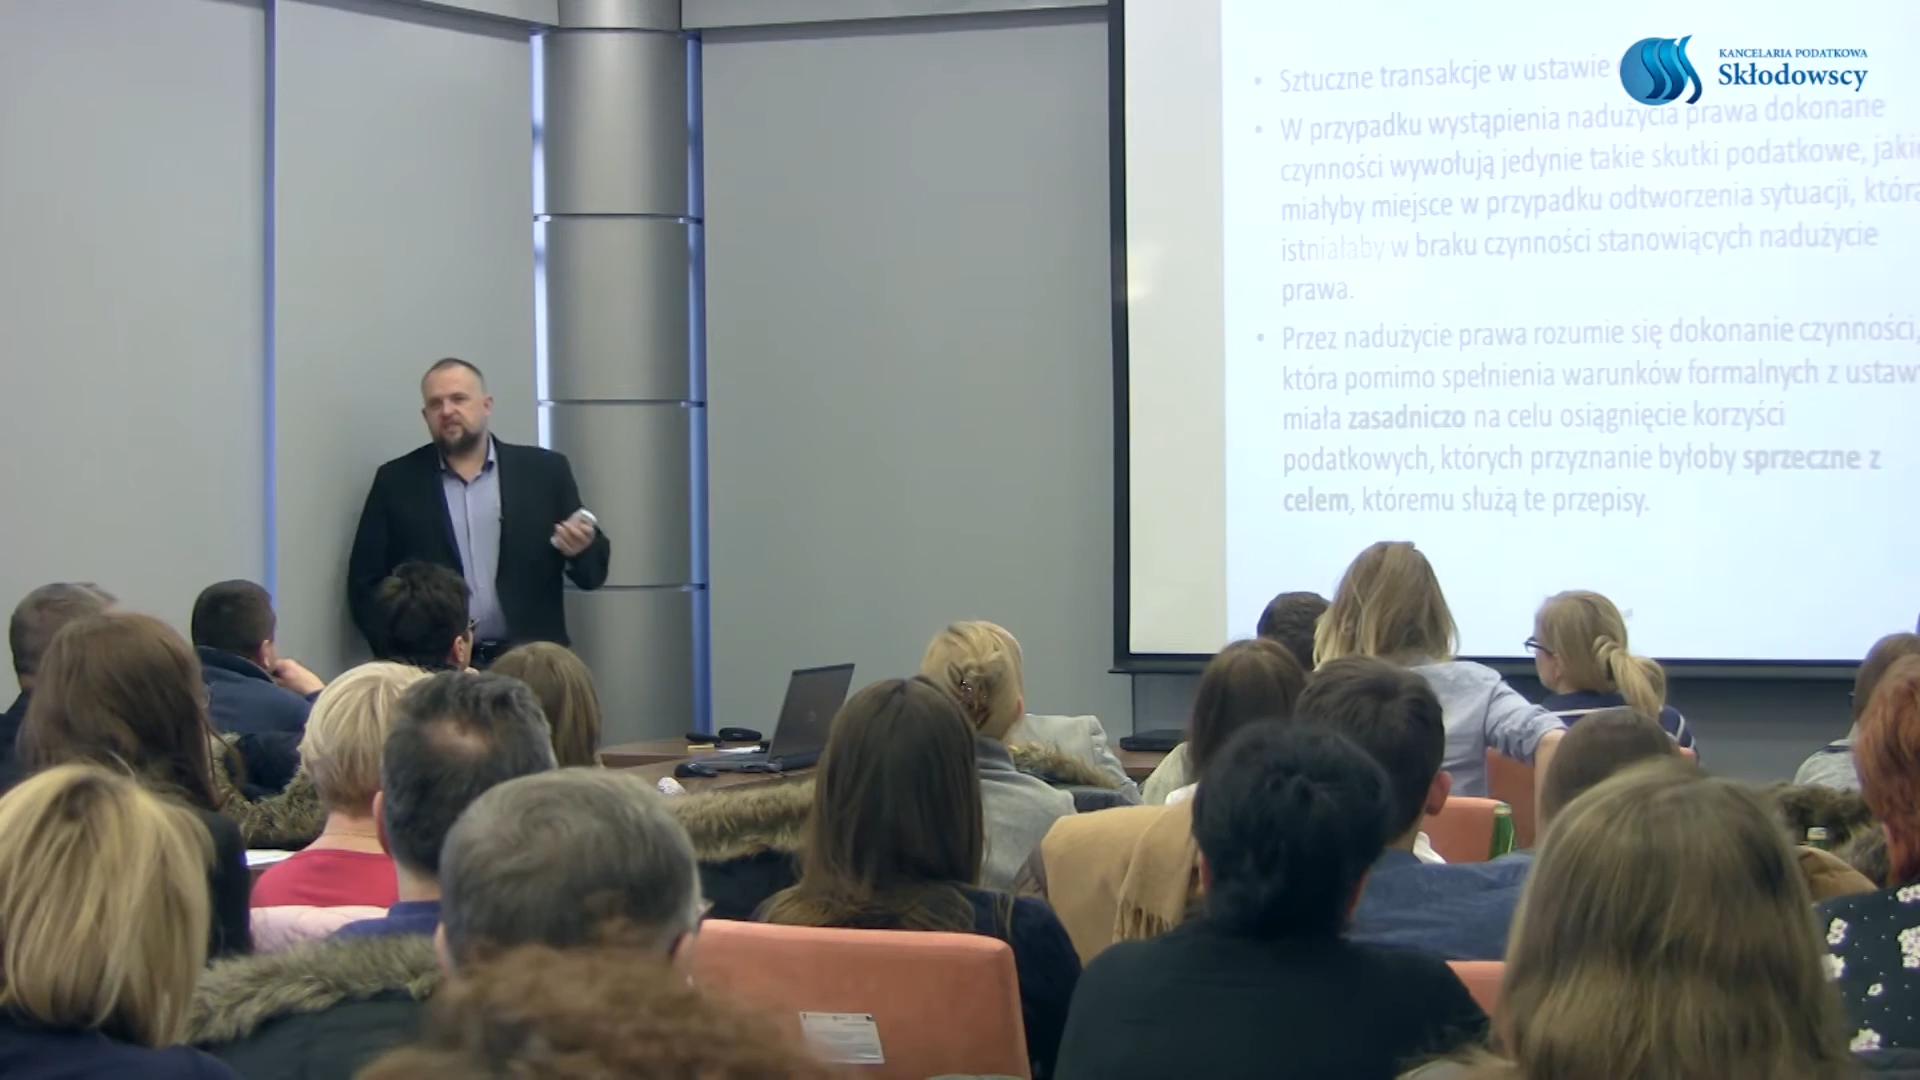 KANCELARIA PODATKOWA
Skłodowscy
• Sztuczne transakcje w ustawie
• W przypadku wystąpienia nadużycia prawa dokonane
czynności wywołują jedynie takie skutki podatkowe, jakie
miałyby miejsce w przypadku odtworzenia sytuacji, która
istniałaby w braku czynności stanowiących nadużycie
prawa.
• Przez nadużycie prawa rozumie się dokonanie czynności,
która pomimo spełnienia warunków formalnych z ustawy
miała zasadniczo na celu osiągnięcie korzyści
podatkowych, których przyznanie byłoby sprzeczne z
celem, któremu służą te przepisy.